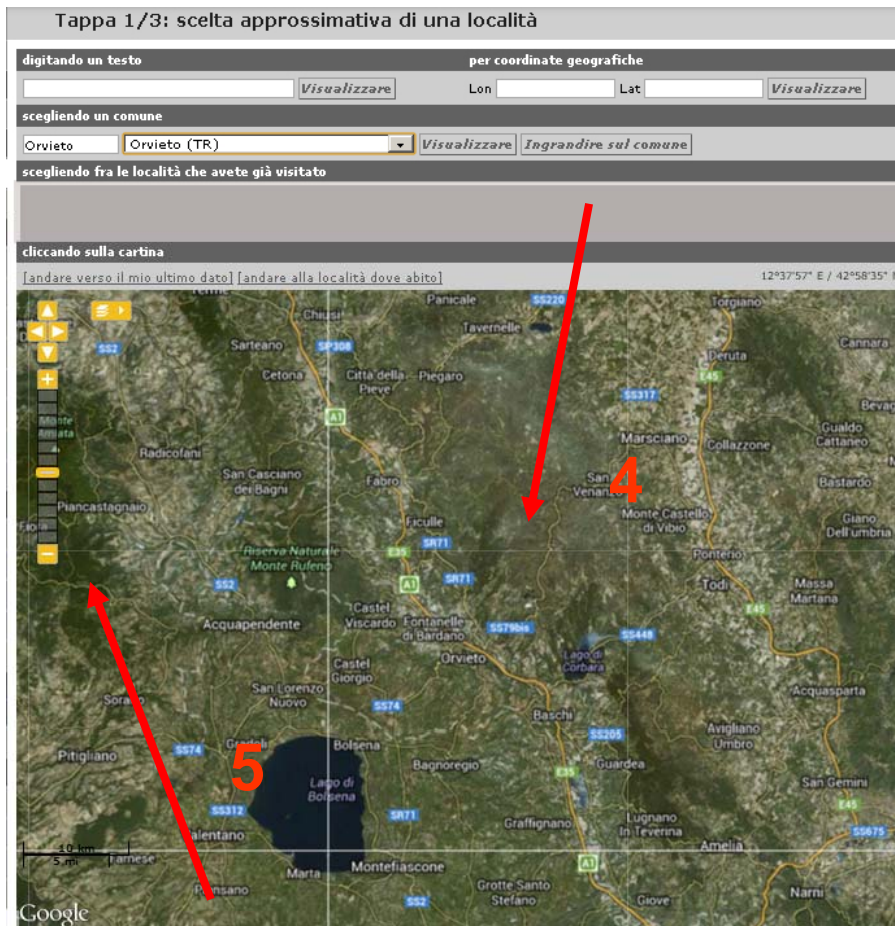 Tappa 1/3: scelta approssimativa di una località
digitando un testo per coordinate geografiche
Visualizzare Lon Lat Visualizzare
scegliendo un comune
Orvieto Orvieto (TR) Visualizzare Ingrandire sul comune
scegliendo fra le località che avete già visitato
cliccando sulla cartina
[andare verso il mio ultimo dato] [andare alla località dove abito] 12°37'57" E / 42°58'35"
Panicale SS220 Torgiano
Chiusi
Tavernelle
SS2 Sarteano SP308 Cannara
Deruta
Cetona Città della Pieve Piegaro E45
SS317
Monte Amiata A1 Gualdo Cattaneo
Marsciano Collazzone
Radicofani
San Casciano dei Bagni Fabro San Venanzo 4 Bastardo
Piancastagnaio Monte Castello di Vibio Giano Dell'umbria
Ficulle
SR71
Riserva Naturale Monte Rufeno E35 Ponterio
SS2 A1 SR71 Todi Massa Martana
Castel Viscardo E45
Acquapendente Fontanelle di Bardano SS79bis SS448
Orvieto Lago di Corbara
Castel Giorgio
San Lorenzo Nuovo Acquasparta
Sorano SS74
Baschi
Avigliano Umbro
SS205
Pitigliano SS74 Gradoli Bolsena
5 Bagnoregio E35 Guardea
Lago di Bolsena San Gemini
SS312 SR71 E45
Valentano Graffignano Lugnano In Teverina SS675
10 km Amelia
5 mi Farnese
Marta Montefiascone A1
Piansano Grotte Santo Stefano Narni
SS2 Giove
Google